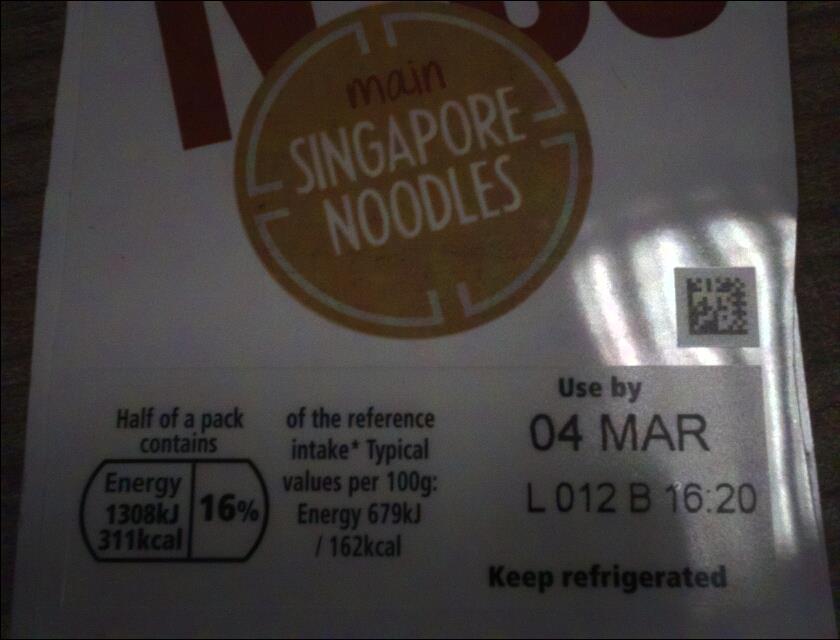 main
SINGAPORE
NOODLES
Half of a pack
contains
Energy
1308kJ
311kcal
16%
of the reference
intake* Typical
values per 100g:
Energy 679kJ
/ 162kcal
Use by
04 MAR
L 012 B 16:20
Keep refrigerated